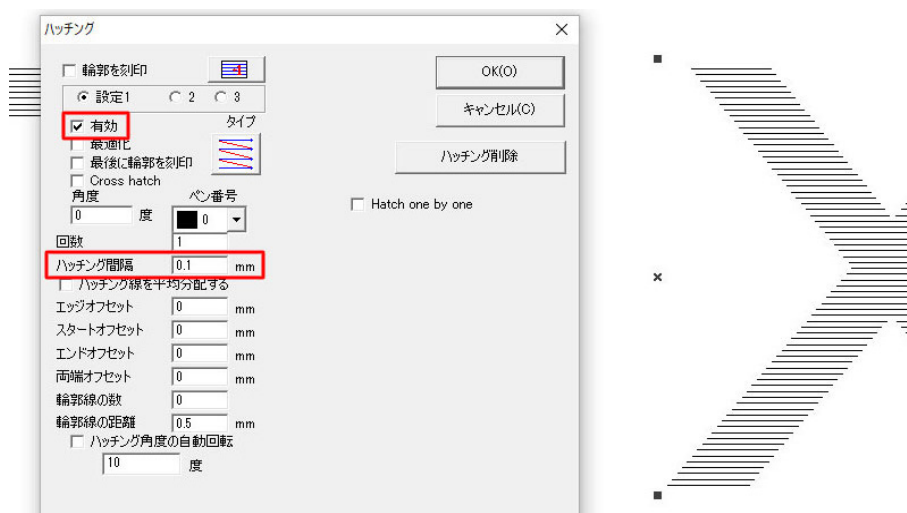 ハッチング
輪郭を刻印
設定1 2 3
有効 タイプ
最適化
最後に輪郭を刻印
Cross hatch
角度 ペン番号
0 度 0
回数 1
ハッチング間隔 0.1 mm
ハッチング線を平均分配する
エッジオフセット 0 mm
スタートオフセット 0 mm
エンドオフセット 0 mm
両端オフセット 0 mm
輪郭線の数 0
輪郭線の距離 0.5 mm
ハッチング角度の自動回転
10 度
OK(O)
キャンセル(C)
ハッチング削除
Hatch one by one